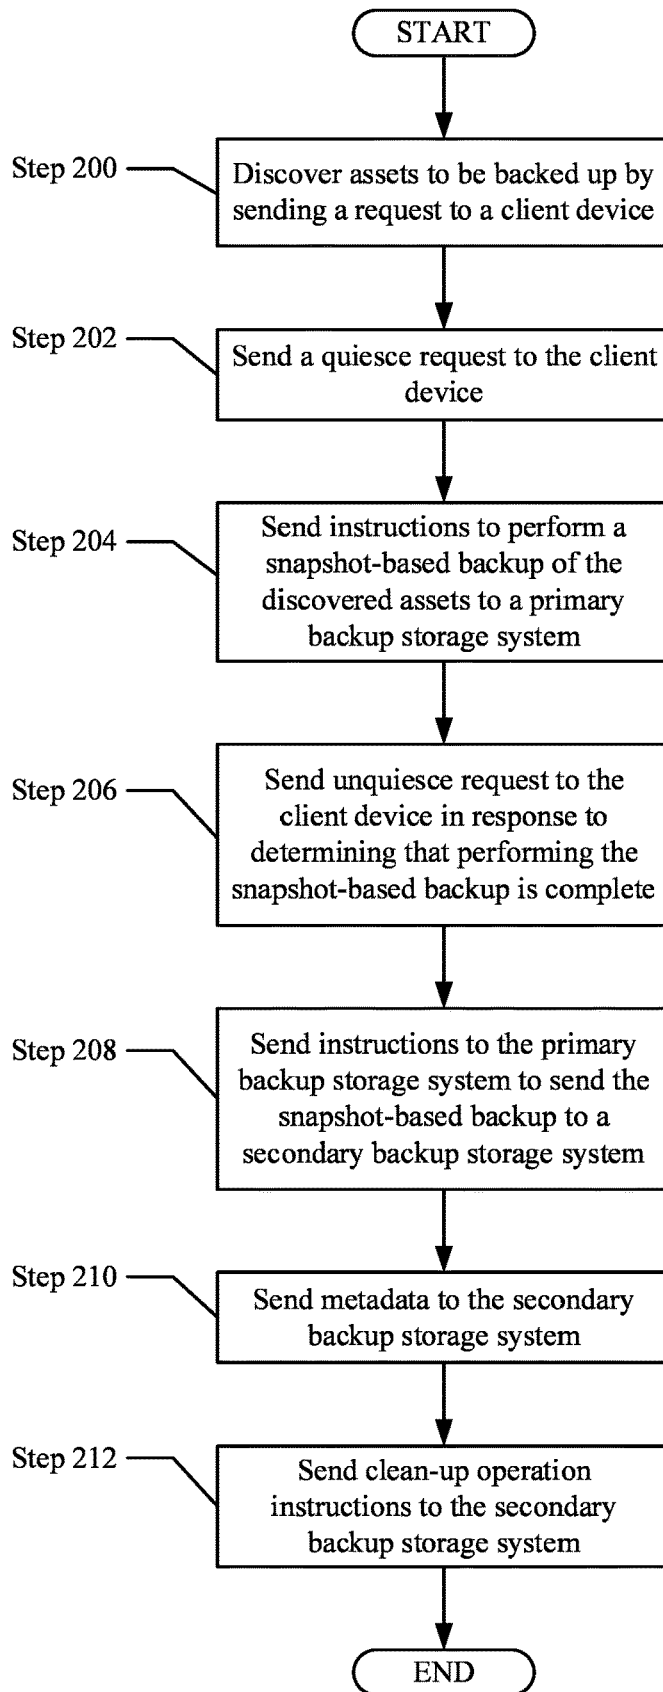 START
Step 200
Discover assets to be backed up by
sending a request to a client device
Step 202
Send a quiesce request to the client
device
Step 204
Send instructions to perform a
snapshot-based backup of the
discovered assets to a primary
backup storage system
Step 206
Send unquiesce request to the
client device in response to
determining that performing the
snapshot-based backup is complete
Step 208
Send instructions to the primary
backup storage system to send the
snapshot-based backup to a
secondary backup storage system
Step 210
Send metadata to the secondary
backup storage system
Step 212
Send clean-up operation
instructions to the secondary
backup storage system
END